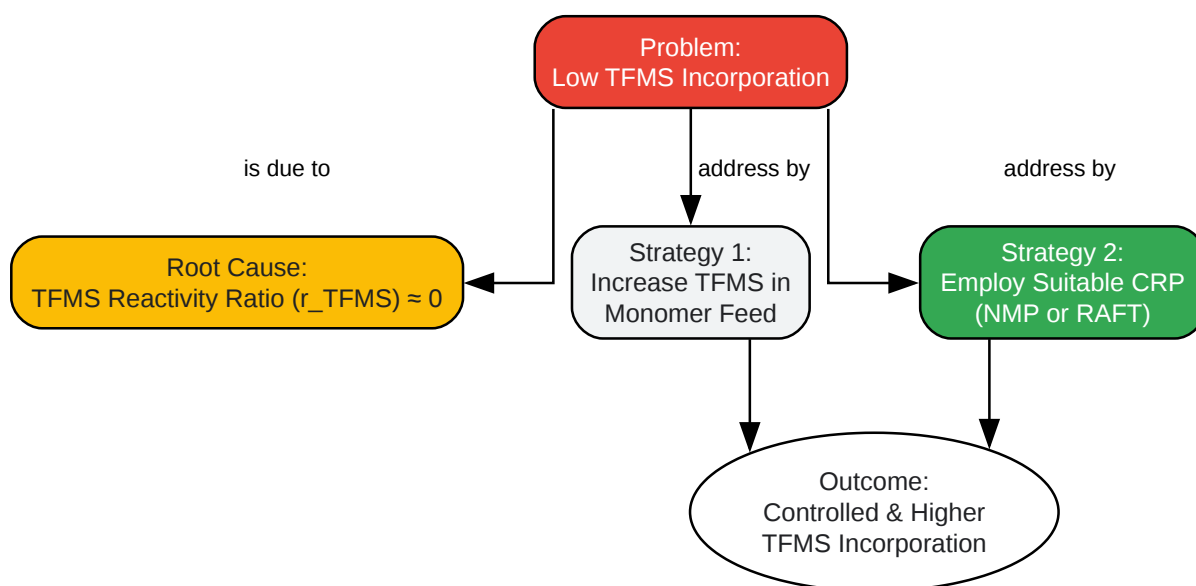 Problem:
Low TFMS Incorporation
is due to
address by
address by
Root Cause:
TFMS Reactivity Ratio (r_TFMS) ≈ 0
Strategy 1:
Increase TFMS in
Monomer Feed
Strategy 2:
Employ Suitable CRP
(NMP or RAFT)
Outcome:
Controlled & Higher
TFMS Incorporation